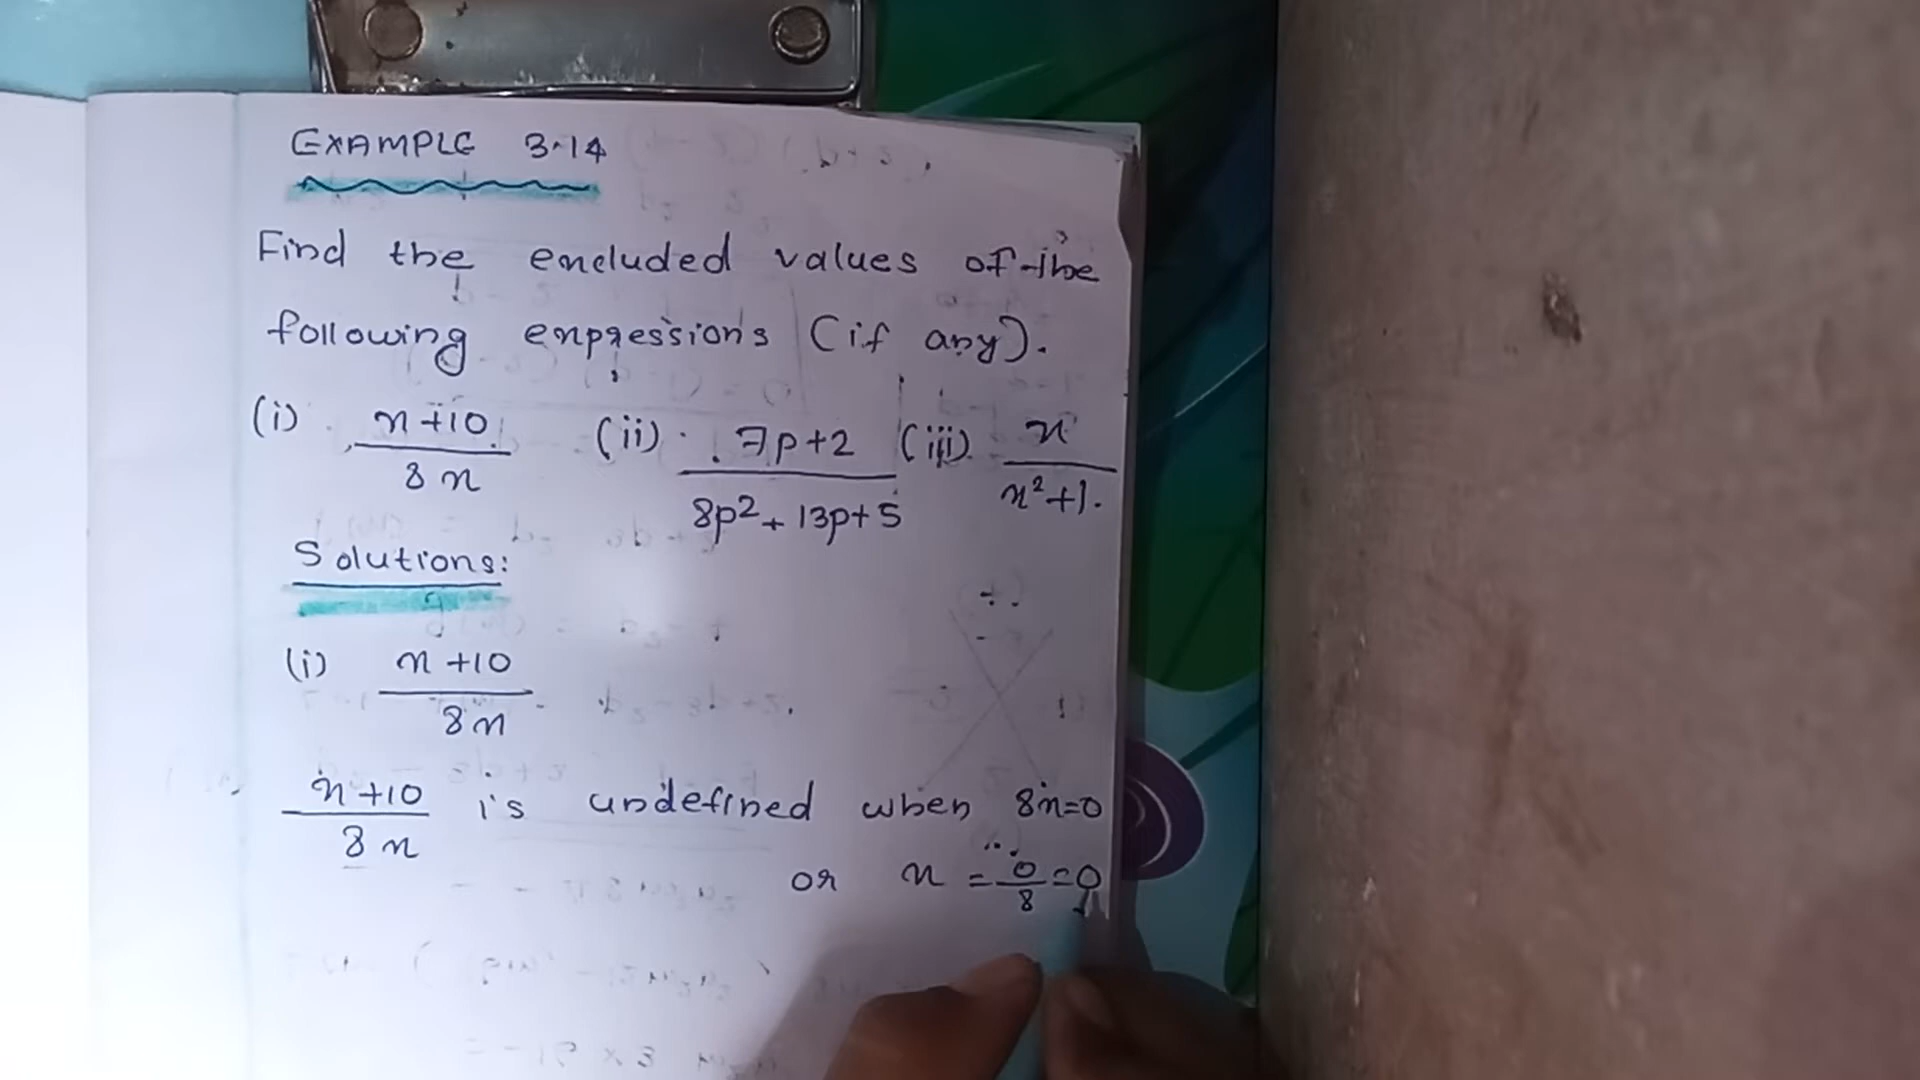 EXAMPLE 3.14
Find the excluded values of the
following expressions (if any).
(i) x+10 / 8x (ii) 7p+2 / 8p²+13p+5 (iii) x / x²+1.
Solutions:
(i) x+10 / 8x
x+10 / 8x is undefined when 8x=0
or x = 0/8 = 0